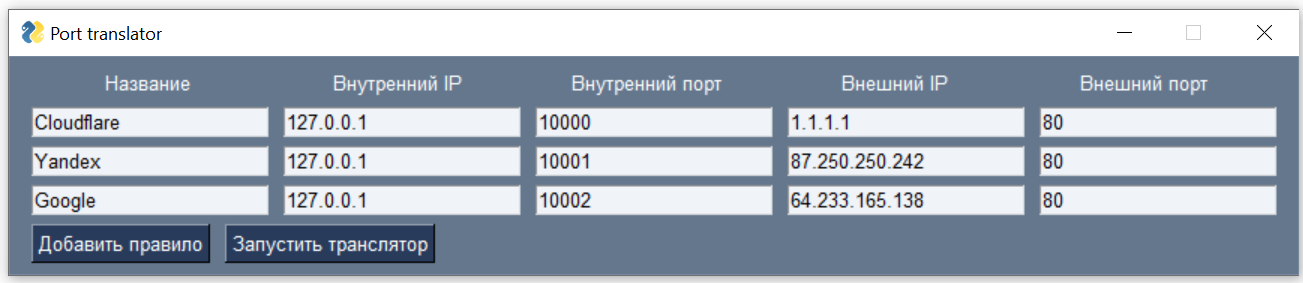 Port translator
Название Внутренний IP Внутренний порт Внешний IP Внешний порт
Cloudflare 127.0.0.1 10000 1.1.1.1 80
Yandex 127.0.0.1 10001 87.250.250.242 80
Google 127.0.0.1 10002 64.233.165.138 80
Добавить правило Запустить транслятор